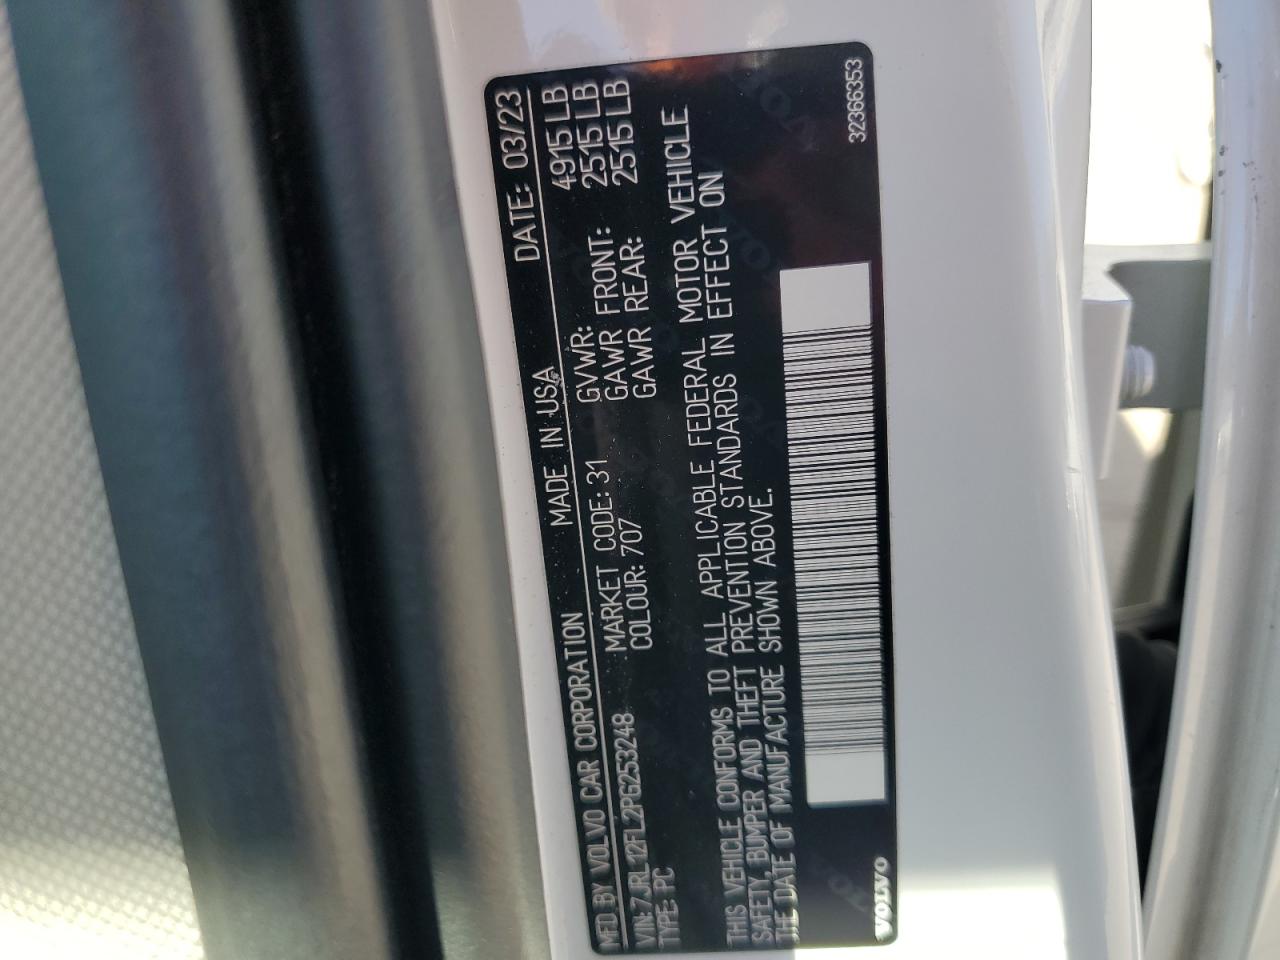 MFD BY VOLVO CAR CORPORATION MADE IN USA DATE: 03/23
VIN: 7JRL12FL2PG253248 MARKET CODE: 31 GVWR: 4915 LB
TYPE: PC COLOUR: 707 GAWR FRONT: 2515 LB
GAWR REAR: 2515 LB
THIS VEHICLE CONFORMS TO ALL APPLICABLE FEDERAL MOTOR VEHICLE
SAFETY, BUMPER AND THEFT PREVENTION STANDARDS IN EFFECT ON
THE DATE OF MANUFACTURE SHOWN ABOVE.
VOLVO 32366353